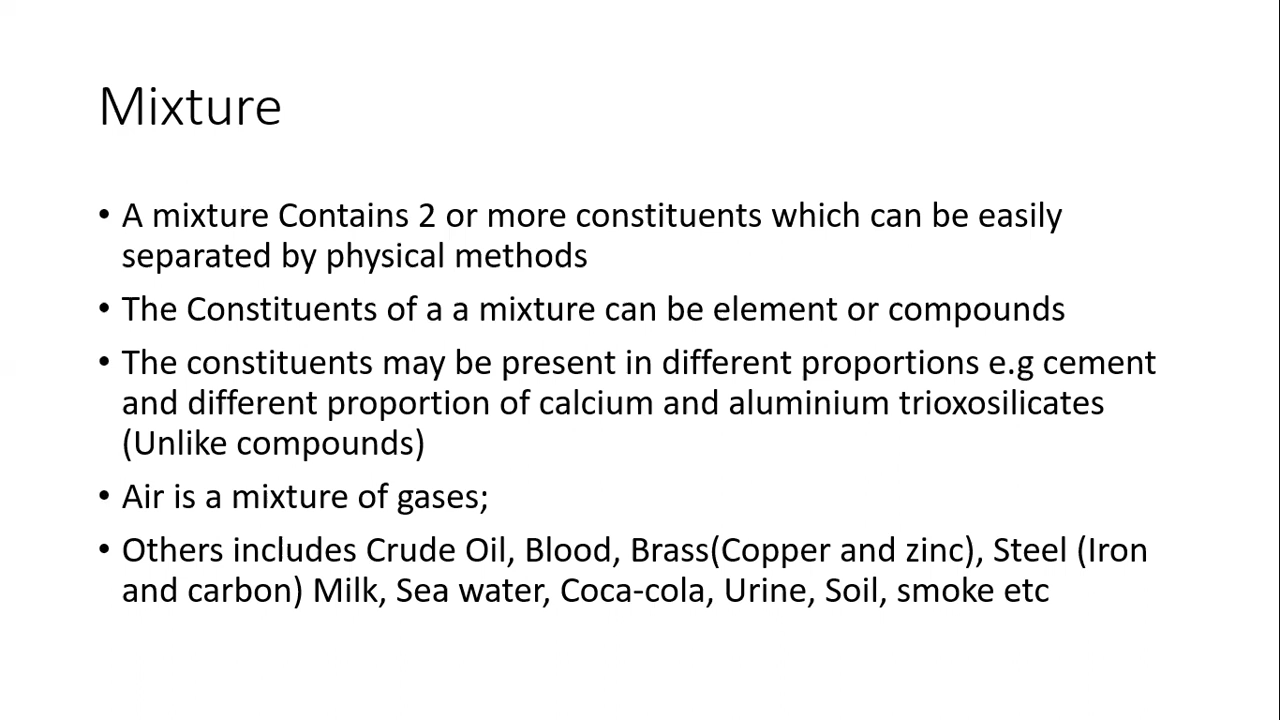 Mixture
• A mixture Contains 2 or more constituents which can be easily
separated by physical methods
• The Constituents of a a mixture can be element or compounds
• The constituents may be present in different proportions e.g cement
and different proportion of calcium and aluminium trioxosilicates
(Unlike compounds)
• Air is a mixture of gases;
• Others includes Crude Oil, Blood, Brass(Copper and zinc), Steel (Iron
and carbon) Milk, Sea water, Coca-cola, Urine, Soil, smoke etc